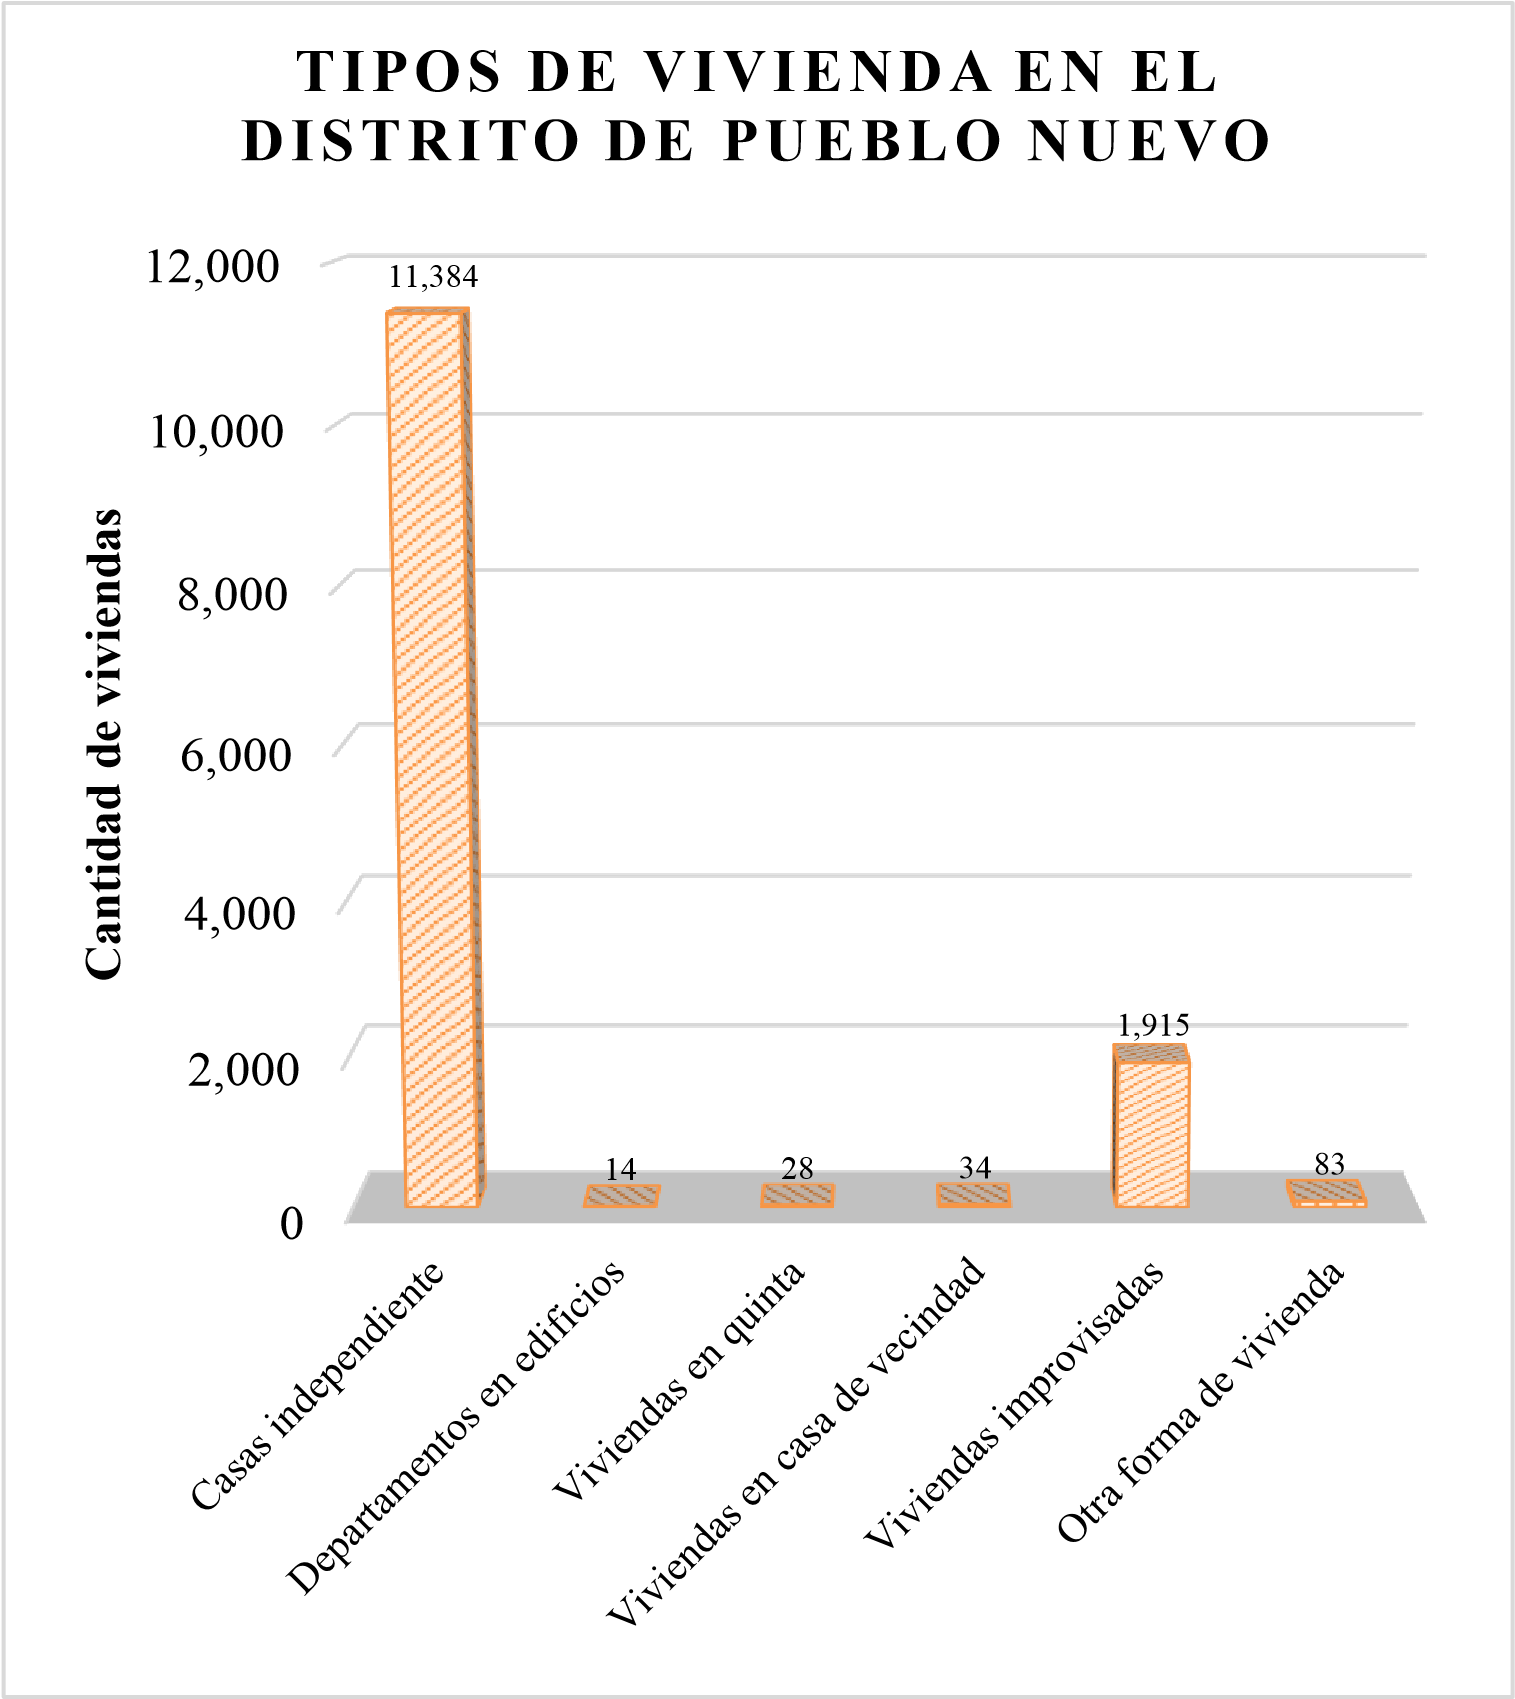 TIPOS DE VIVIENDA EN EL
DISTRITO DE PUEBLO NUEVO
Cantidad de viviendas
12,000
10,000
8,000
6,000
4,000
2,000
0
11,384
14
28
34
1,915
83
Casas independiente
Departamentos en edificios
Viviendas en quinta
Viviendas en casa de vecindad
Viviendas improvisadas
Otra forma de vivienda